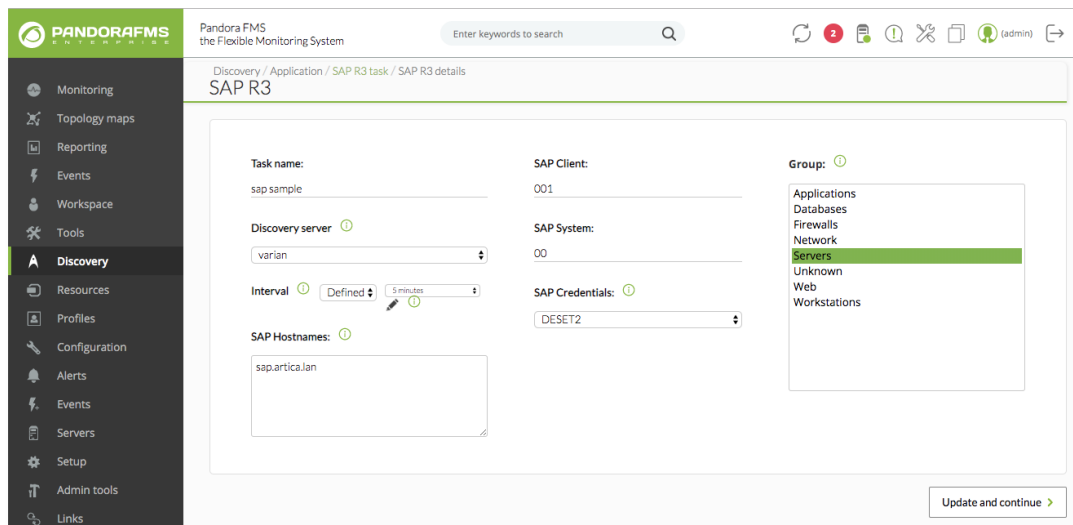 PANDORAFMS
ENTERPRISE
Pandora FMS
the Flexible Monitoring System
Enter keywords to search
2
(admin)
Monitoring
Topology maps
Reporting
Events
Workspace
Tools
Discovery
Resources
Profiles
Configuration
Alerts
Events
Servers
Setup
Admin tools
Links
Discovery / Application / SAP R3 task / SAP R3 details
SAP R3
Task name:
sap sample
Discovery server
varian
Interval
Defined
5 minutes
SAP Hostnames:
sap.artica.lan
SAP Client:
001
SAP System:
00
SAP Credentials:
DESET2
Group:
Applications
Databases
Firewalls
Network
Servers
Unknown
Web
Workstations
Update and continue